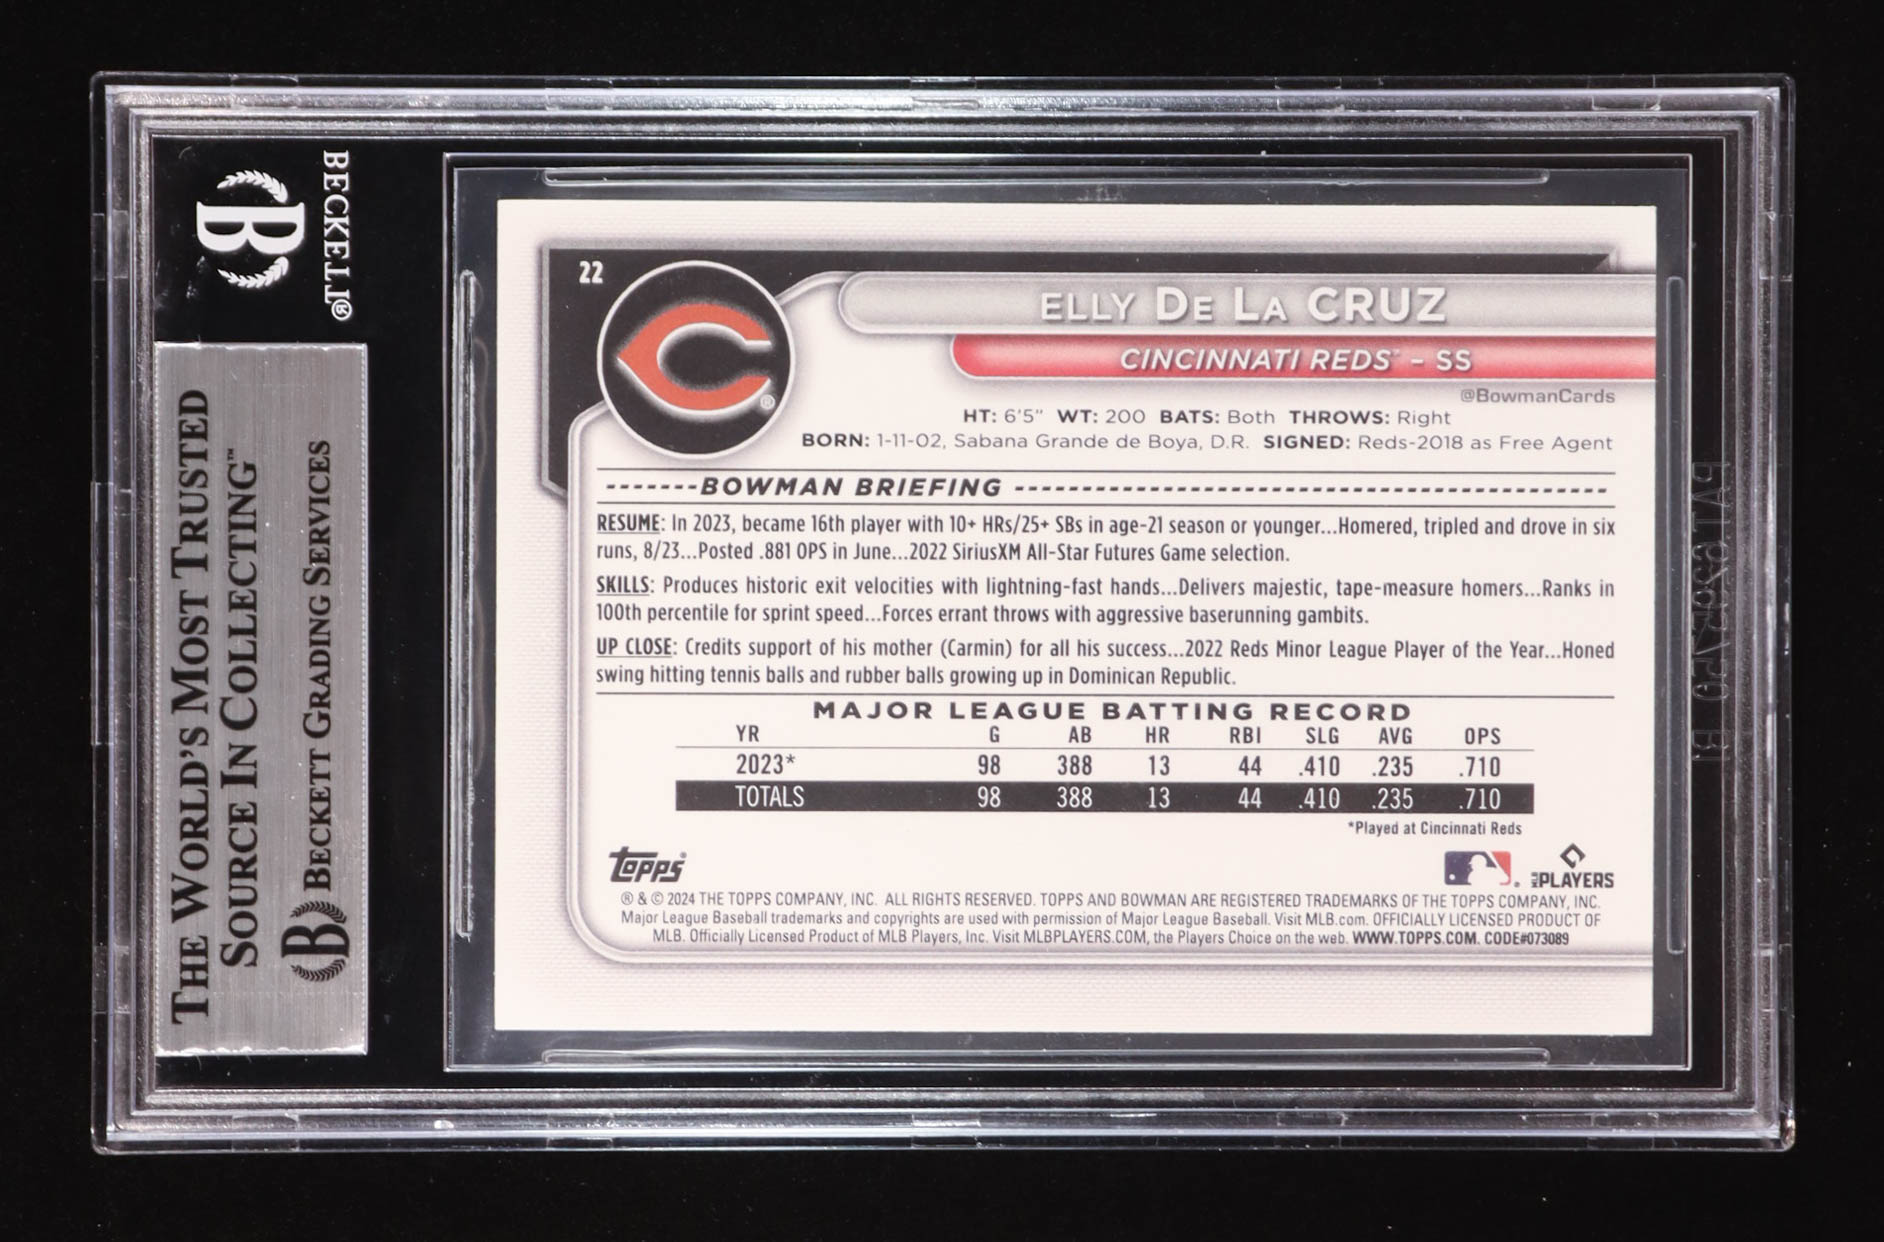 BECKETT®
B
THE WORLD'S MOST TRUSTED
SOURCE IN COLLECTING™
B BECKETT GRADING SERVICES
22
C ®
ELLY DE LA CRUZ
CINCINNATI REDS™ – SS
@BowmanCards
HT: 6'5" WT: 200 BATS: Both THROWS: Right
BORN: 1-11-02, Sabana Grande de Boya, D.R. SIGNED: Reds-2018 as Free Agent
-------BOWMAN BRIEFING --------------------------------------------
RESUME: In 2023, became 16th player with 10+ HRs/25+ SBs in age-21 season or younger...Homered, tripled and drove in six
runs, 8/23...Posted .881 OPS in June...2022 SiriusXM All-Star Futures Game selection.
SKILLS: Produces historic exit velocities with lightning-fast hands...Delivers majestic, tape-measure homers...Ranks in
100th percentile for sprint speed...Forces errant throws with aggressive baserunning gambits.
UP CLOSE: Credits support of his mother (Carmin) for all his success...2022 Reds Minor League Player of the Year...Honed
swing hitting tennis balls and rubber balls growing up in Dominican Republic.
MAJOR LEAGUE BATTING RECORD
YR G AB HR RBI SLG AVG OPS
2023* 98 388 13 44 .410 .235 .710
TOTALS 98 388 13 44 .410 .235 .710
*Played at Cincinnati Reds
topps®
MLB PLAYERS
® & © 2024 THE TOPPS COMPANY, INC. ALL RIGHTS RESERVED. TOPPS AND BOWMAN ARE REGISTERED TRADEMARKS OF THE TOPPS COMPANY, INC.
Major League Baseball trademarks and copyrights are used with permission of Major League Baseball. Visit MLB.com. OFFICIALLY LICENSED PRODUCT OF
MLB. Officially Licensed Product of MLB Players, Inc. Visit MLBPLAYERS.COM, the Players Choice on the web. WWW.TOPPS.COM. CODE#073089